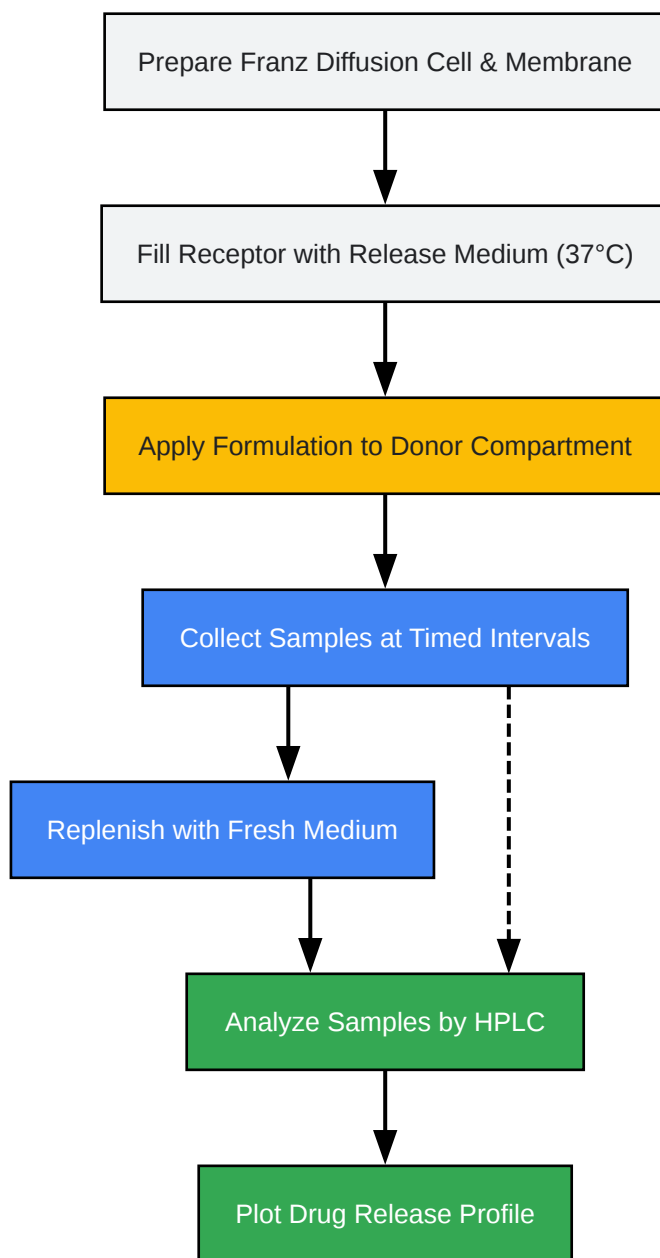 Prepare Franz Diffusion Cell & Membrane
Fill Receptor with Release Medium (37°C)
Apply Formulation to Donor Compartment
Collect Samples at Timed Intervals
Replenish with Fresh Medium
Analyze Samples by HPLC
Plot Drug Release Profile